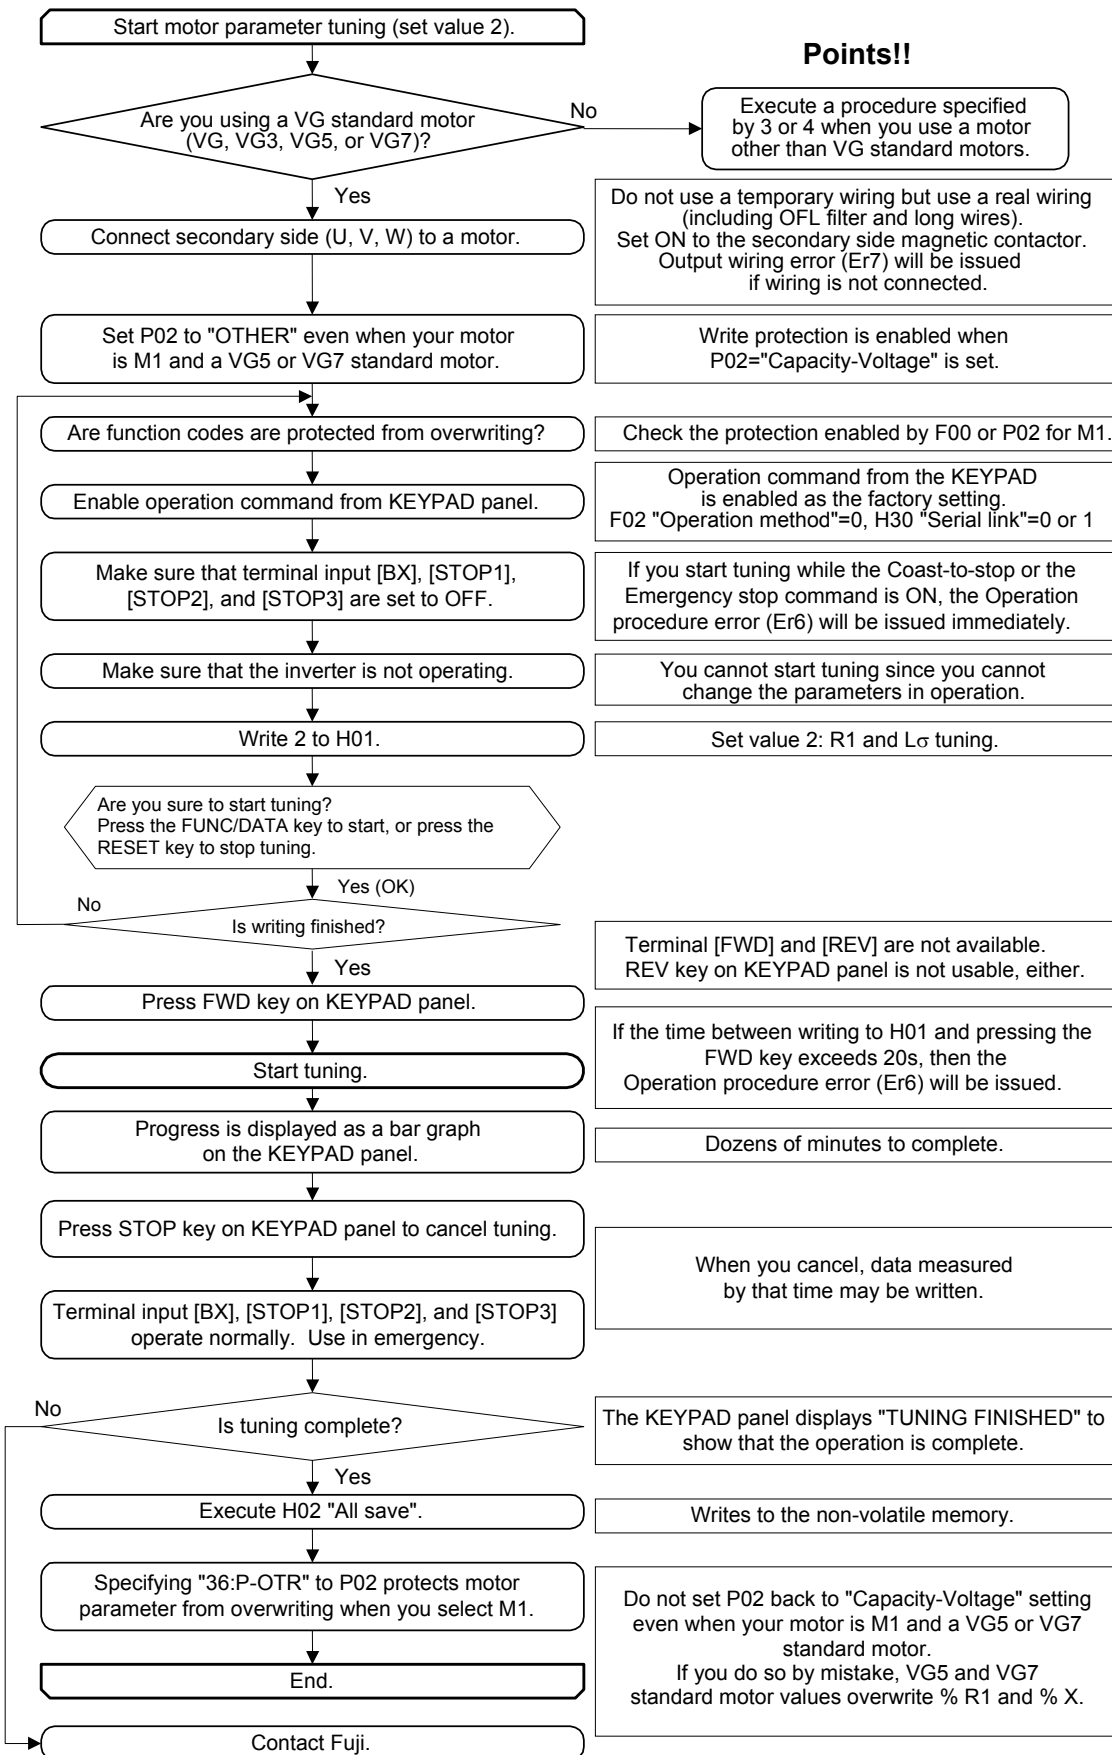 Start motor parameter tuning (set value 2).
Points!!
Are you using a VG standard motor
(VG, VG3, VG5, or VG7)?
No
Execute a procedure specified
by 3 or 4 when you use a motor
other than VG standard motors.
Yes
Connect secondary side (U, V, W) to a motor.
Do not use a temporary wiring but use a real wiring
(including OFL filter and long wires).
Set ON to the secondary side magnetic contactor.
Output wiring error (Er7) will be issued
if wiring is not connected.
Set P02 to "OTHER" even when your motor
is M1 and a VG5 or VG7 standard motor.
Write protection is enabled when
P02="Capacity-Voltage" is set.
Are function codes are protected from overwriting?
Check the protection enabled by F00 or P02 for M1.
Enable operation command from KEYPAD panel.
Operation command from the KEYPAD
is enabled as the factory setting.
F02 "Operation method"=0, H30 "Serial link"=0 or 1
Make sure that terminal input [BX], [STOP1],
[STOP2], and [STOP3] are set to OFF.
If you start tuning while the Coast-to-stop or the
Emergency stop command is ON, the Operation
procedure error (Er6) will be issued immediately.
Make sure that the inverter is not operating.
You cannot start tuning since you cannot
change the parameters in operation.
Write 2 to H01.
Set value 2: R1 and Lσ tuning.
Are you sure to start tuning?
Press the FUNC/DATA key to start, or press the
RESET key to stop tuning.
Yes (OK)
No
Is writing finished?
Yes
Terminal [FWD] and [REV] are not available.
REV key on KEYPAD panel is not usable, either.
Press FWD key on KEYPAD panel.
If the time between writing to H01 and pressing the
FWD key exceeds 20s, then the
Operation procedure error (Er6) will be issued.
Start tuning.
Progress is displayed as a bar graph
on the KEYPAD panel.
Dozens of minutes to complete.
Press STOP key on KEYPAD panel to cancel tuning.
When you cancel, data measured
by that time may be written.
Terminal input [BX], [STOP1], [STOP2], and [STOP3]
operate normally. Use in emergency.
No
Is tuning complete?
The KEYPAD panel displays "TUNING FINISHED" to
show that the operation is complete.
Yes
Execute H02 "All save".
Writes to the non-volatile memory.
Specifying "36:P-OTR" to P02 protects motor
parameter from overwriting when you select M1.
Do not set P02 back to "Capacity-Voltage" setting
even when your motor is M1 and a VG5 or VG7
standard motor.
If you do so by mistake, VG5 and VG7
standard motor values overwrite % R1 and % X.
End.
Contact Fuji.